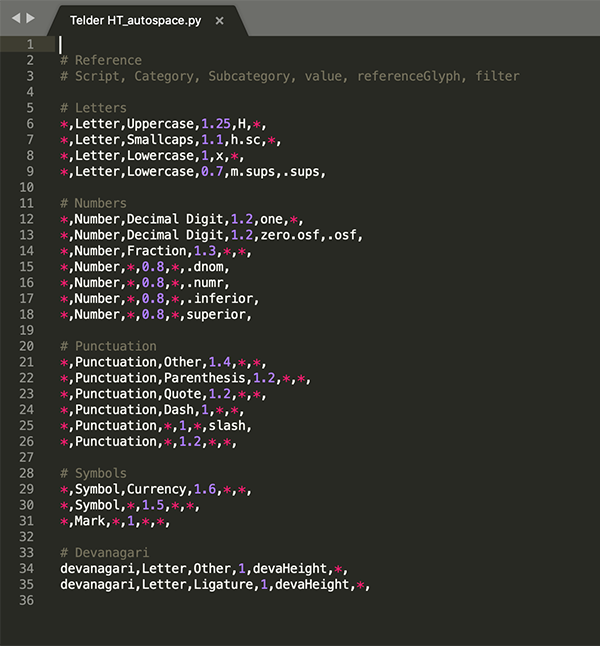 Telder HT_autospace.py ×
1
2 # Reference
3 # Script, Category, Subcategory, value, referenceGlyph, filter
4
5 # Letters
6 *,Letter,Uppercase,1.25,H,*,
7 *,Letter,Smallcaps,1.1,h.sc,*,
8 *,Letter,Lowercase,1,x,*,
9 *,Letter,Lowercase,0.7,m.sups,.sups,
10
11 # Numbers
12 *,Number,Decimal Digit,1.2,one,*,
13 *,Number,Decimal Digit,1.2,zero.osf,.osf,
14 *,Number,Fraction,1.3,*,*,
15 *,Number,*,0.8,*,.dnom,
16 *,Number,*,0.8,*,.numr,
17 *,Number,*,0.8,*,.inferior,
18 *,Number,*,0.8,*,superior,
19
20 # Punctuation
21 *,Punctuation,Other,1.4,*,*,
22 *,Punctuation,Parenthesis,1.2,*,*,
23 *,Punctuation,Quote,1.2,*,*,
24 *,Punctuation,Dash,1,*,*,
25 *,Punctuation,*,1,*,slash,
26 *,Punctuation,*,1.2,*,*,
27
28 # Symbols
29 *,Symbol,Currency,1.6,*,*,
30 *,Symbol,*,1.5,*,*,
31 *,Mark,*,1,*,*,
32
33 # Devanagari
34 devanagari,Letter,Other,1,devaHeight,*,
35 devanagari,Letter,Ligature,1,devaHeight,*,
36